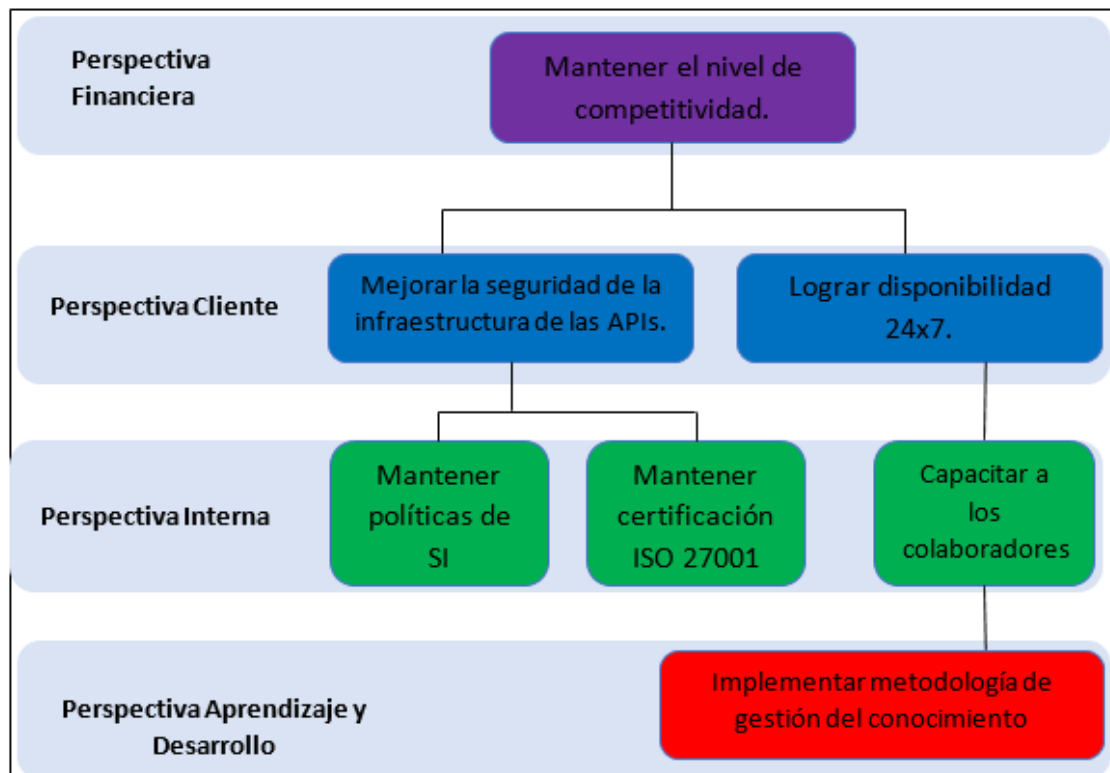 Perspectiva
Financiera
Mantener el nivel de
competitividad.
Perspectiva Cliente
Mejorar la seguridad de la
infraestructura de las APIs.
Lograr disponibilidad
24x7.
Perspectiva Interna
Mantener
políticas de
SI
Mantener
certificación
ISO 27001
Capacitar a
los
colaboradores
Perspectiva Aprendizaje y
Desarrollo
Implementar metodología de
gestión del conocimiento